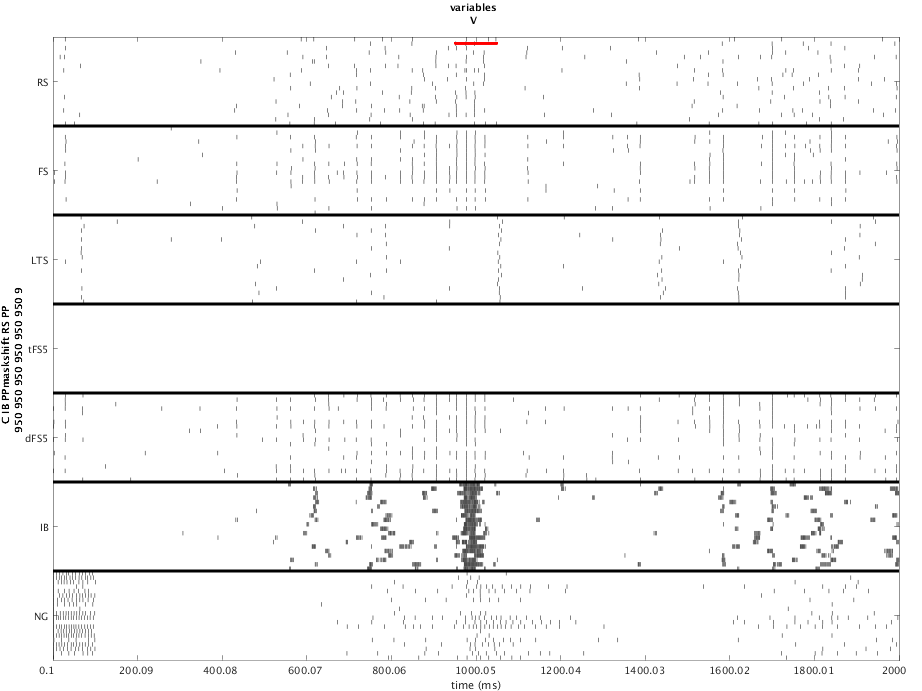 variables
V
RS
FS
LTS
tFS5
dFS5
IB
NG
C IB PPmaskshift RS PP
950 950 950 950 950 950 9
0.1 200.09 400.08 600.07 800.06 1000.05 1200.04 1400.03 1600.02 1800.01 2000
time (ms)